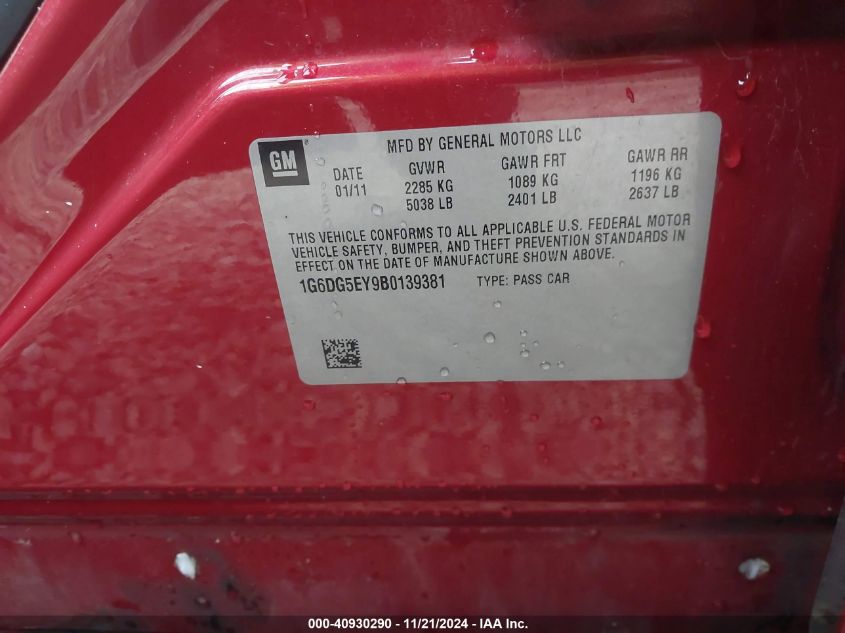 GM
MFD BY GENERAL MOTORS LLC
DATE GVWR GAWR FRT GAWR RR
01/11 2285 KG 1089 KG 1196 KG
5038 LB 2401 LB 2637 LB
THIS VEHICLE CONFORMS TO ALL APPLICABLE U.S. FEDERAL MOTOR
VEHICLE SAFETY, BUMPER, AND THEFT PREVENTION STANDARDS IN
EFFECT ON THE DATE OF MANUFACTURE SHOWN ABOVE.
1G6DG5EY9B0139381 TYPE: PASS CAR
000-40930290 - 11/21/2024 - IAA Inc.